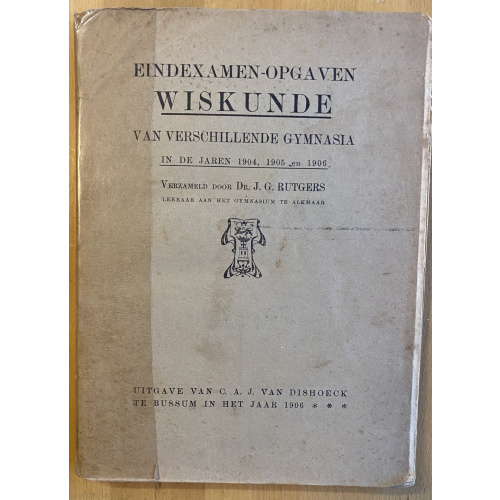 EINDEXAMEN-OPGAVEN
WISKUNDE
VAN VERSCHILLENDE GYMNASIA
IN DE JAREN 1904, 1905 en 1906
VERZAMELD DOOR DR. J. G. RUTGERS
LEERAAR AAN HET GYMNASIUM TE ALKMAAR
UITGAVE VAN C. A. J. VAN DISHOECK
TE BUSSUM IN HET JAAR 1906 * * *